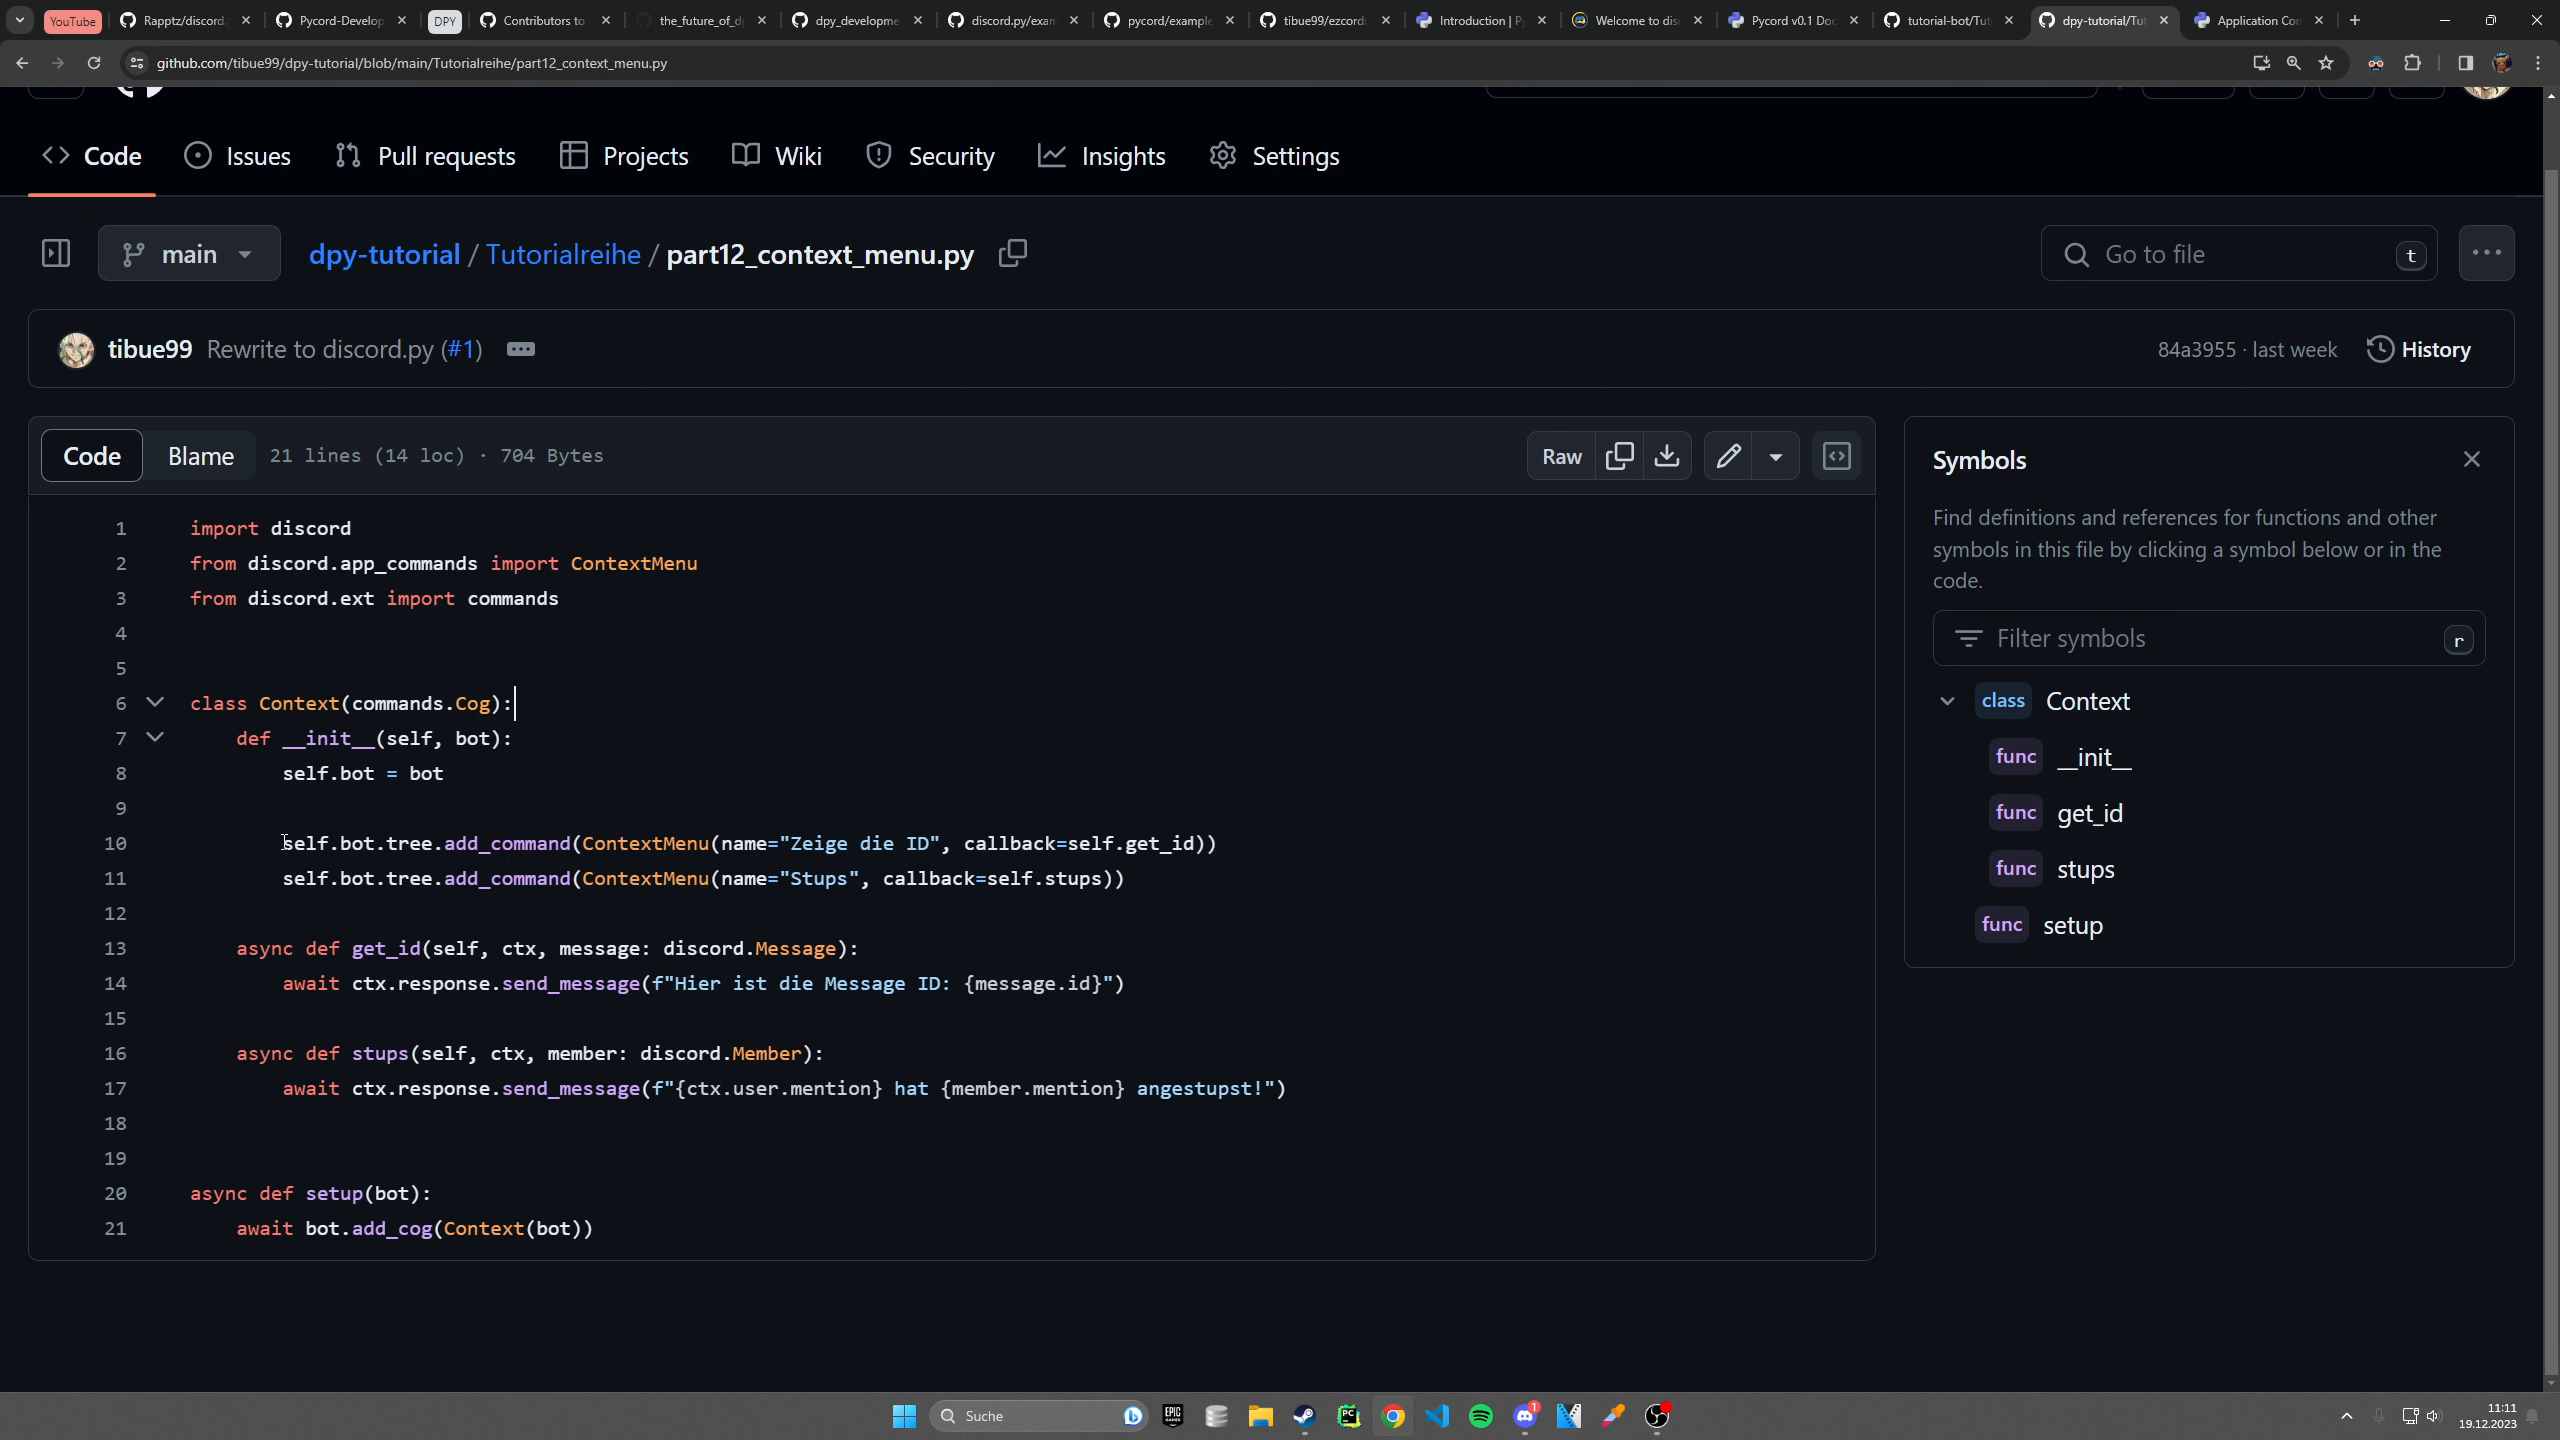 YouTube
Rapptz/discord.
Pycord-Develop
DPY
Contributors to
the_future_of_d
dpy_developme
discord.py/exam
pycord/example
tibue99/ezcord:
Introduction | P
Welcome to dis
Pycord v0.1 Doc
tutorial-bot/Tut
dpy-tutorial/Tut
Application Con
github.com/tibue99/dpy-tutorial/blob/main/Tutorialreihe/part12_context_menu.py
Code
Issues
Pull requests
Projects
Wiki
Security
Insights
Settings
main
dpy-tutorial / Tutorialreihe / part12_context_menu.py
Go to file
t
tibue99 Rewrite to discord.py (#1)
84a3955 · last week
History
Code
Blame
21 lines (14 loc) · 704 Bytes
Raw
1 import discord
2 from discord.app_commands import ContextMenu
3 from discord.ext import commands
4
5
6 class Context(commands.Cog):
7 def __init__(self, bot):
8 self.bot = bot
9
10 self.bot.tree.add_command(ContextMenu(name="Zeige die ID", callback=self.get_id))
11 self.bot.tree.add_command(ContextMenu(name="Stups", callback=self.stups))
12
13 async def get_id(self, ctx, message: discord.Message):
14 await ctx.response.send_message(f"Hier ist die Message ID: {message.id}")
15
16 async def stups(self, ctx, member: discord.Member):
17 await ctx.response.send_message(f"{ctx.user.mention} hat {member.mention} angestupst!")
18
19
20 async def setup(bot):
21 await bot.add_cog(Context(bot))
Symbols
Find definitions and references for functions and other
symbols in this file by clicking a symbol below or in the
code.
Filter symbols
r
class Context
func __init__
func get_id
func stups
func setup
Suche
EPIC GAMES
PC
1
11:11
19.12.2023